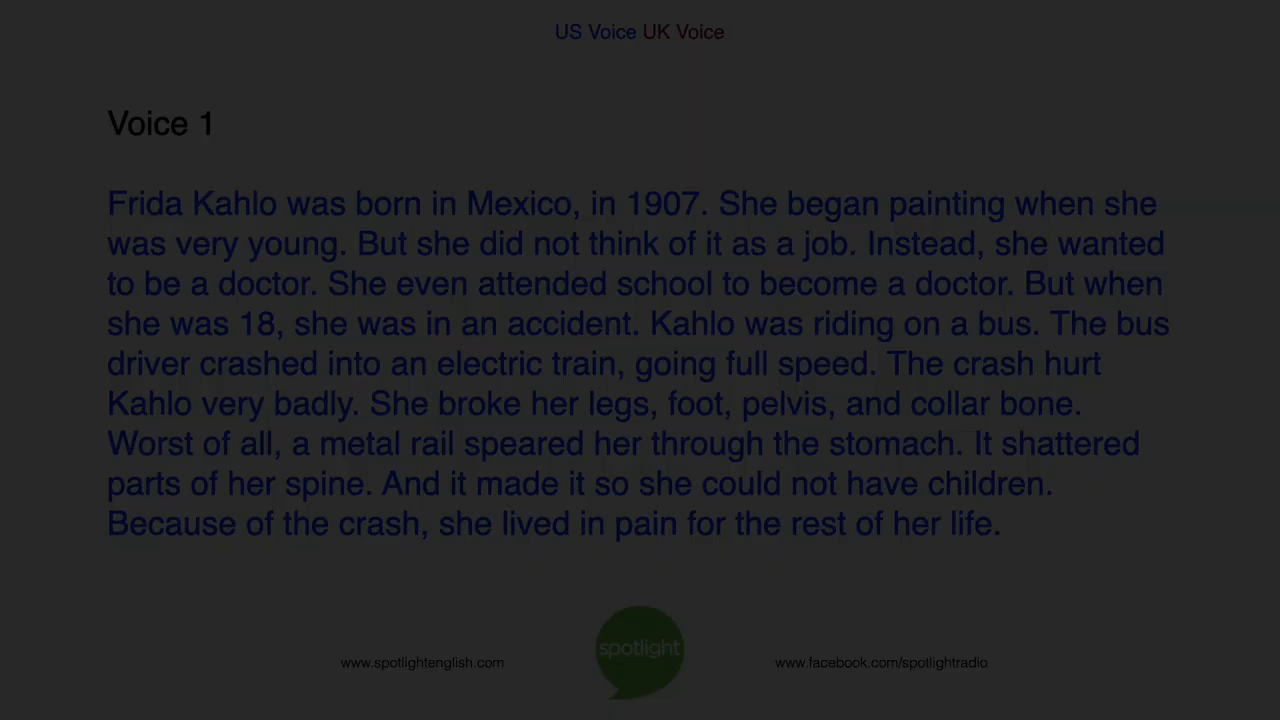 US Voice UK Voice
Voice 1
Frida Kahlo was born in Mexico, in 1907. She began painting when she
was very young. But she did not think of it as a job. Instead, she wanted
to be a doctor. She even attended school to become a doctor. But when
she was 18, she was in an accident. Kahlo was riding on a bus. The bus
driver crashed into an electric train, going full speed. The crash hurt
Kahlo very badly. She broke her legs, foot, pelvis, and collar bone.
Worst of all, a metal rail speared her through the stomach. It shattered
parts of her spine. And it made it so she could not have children.
Because of the crash, she lived in pain for the rest of her life.
spotlight
www.spotlightenglish.com
www.facebook.com/spotlightradio